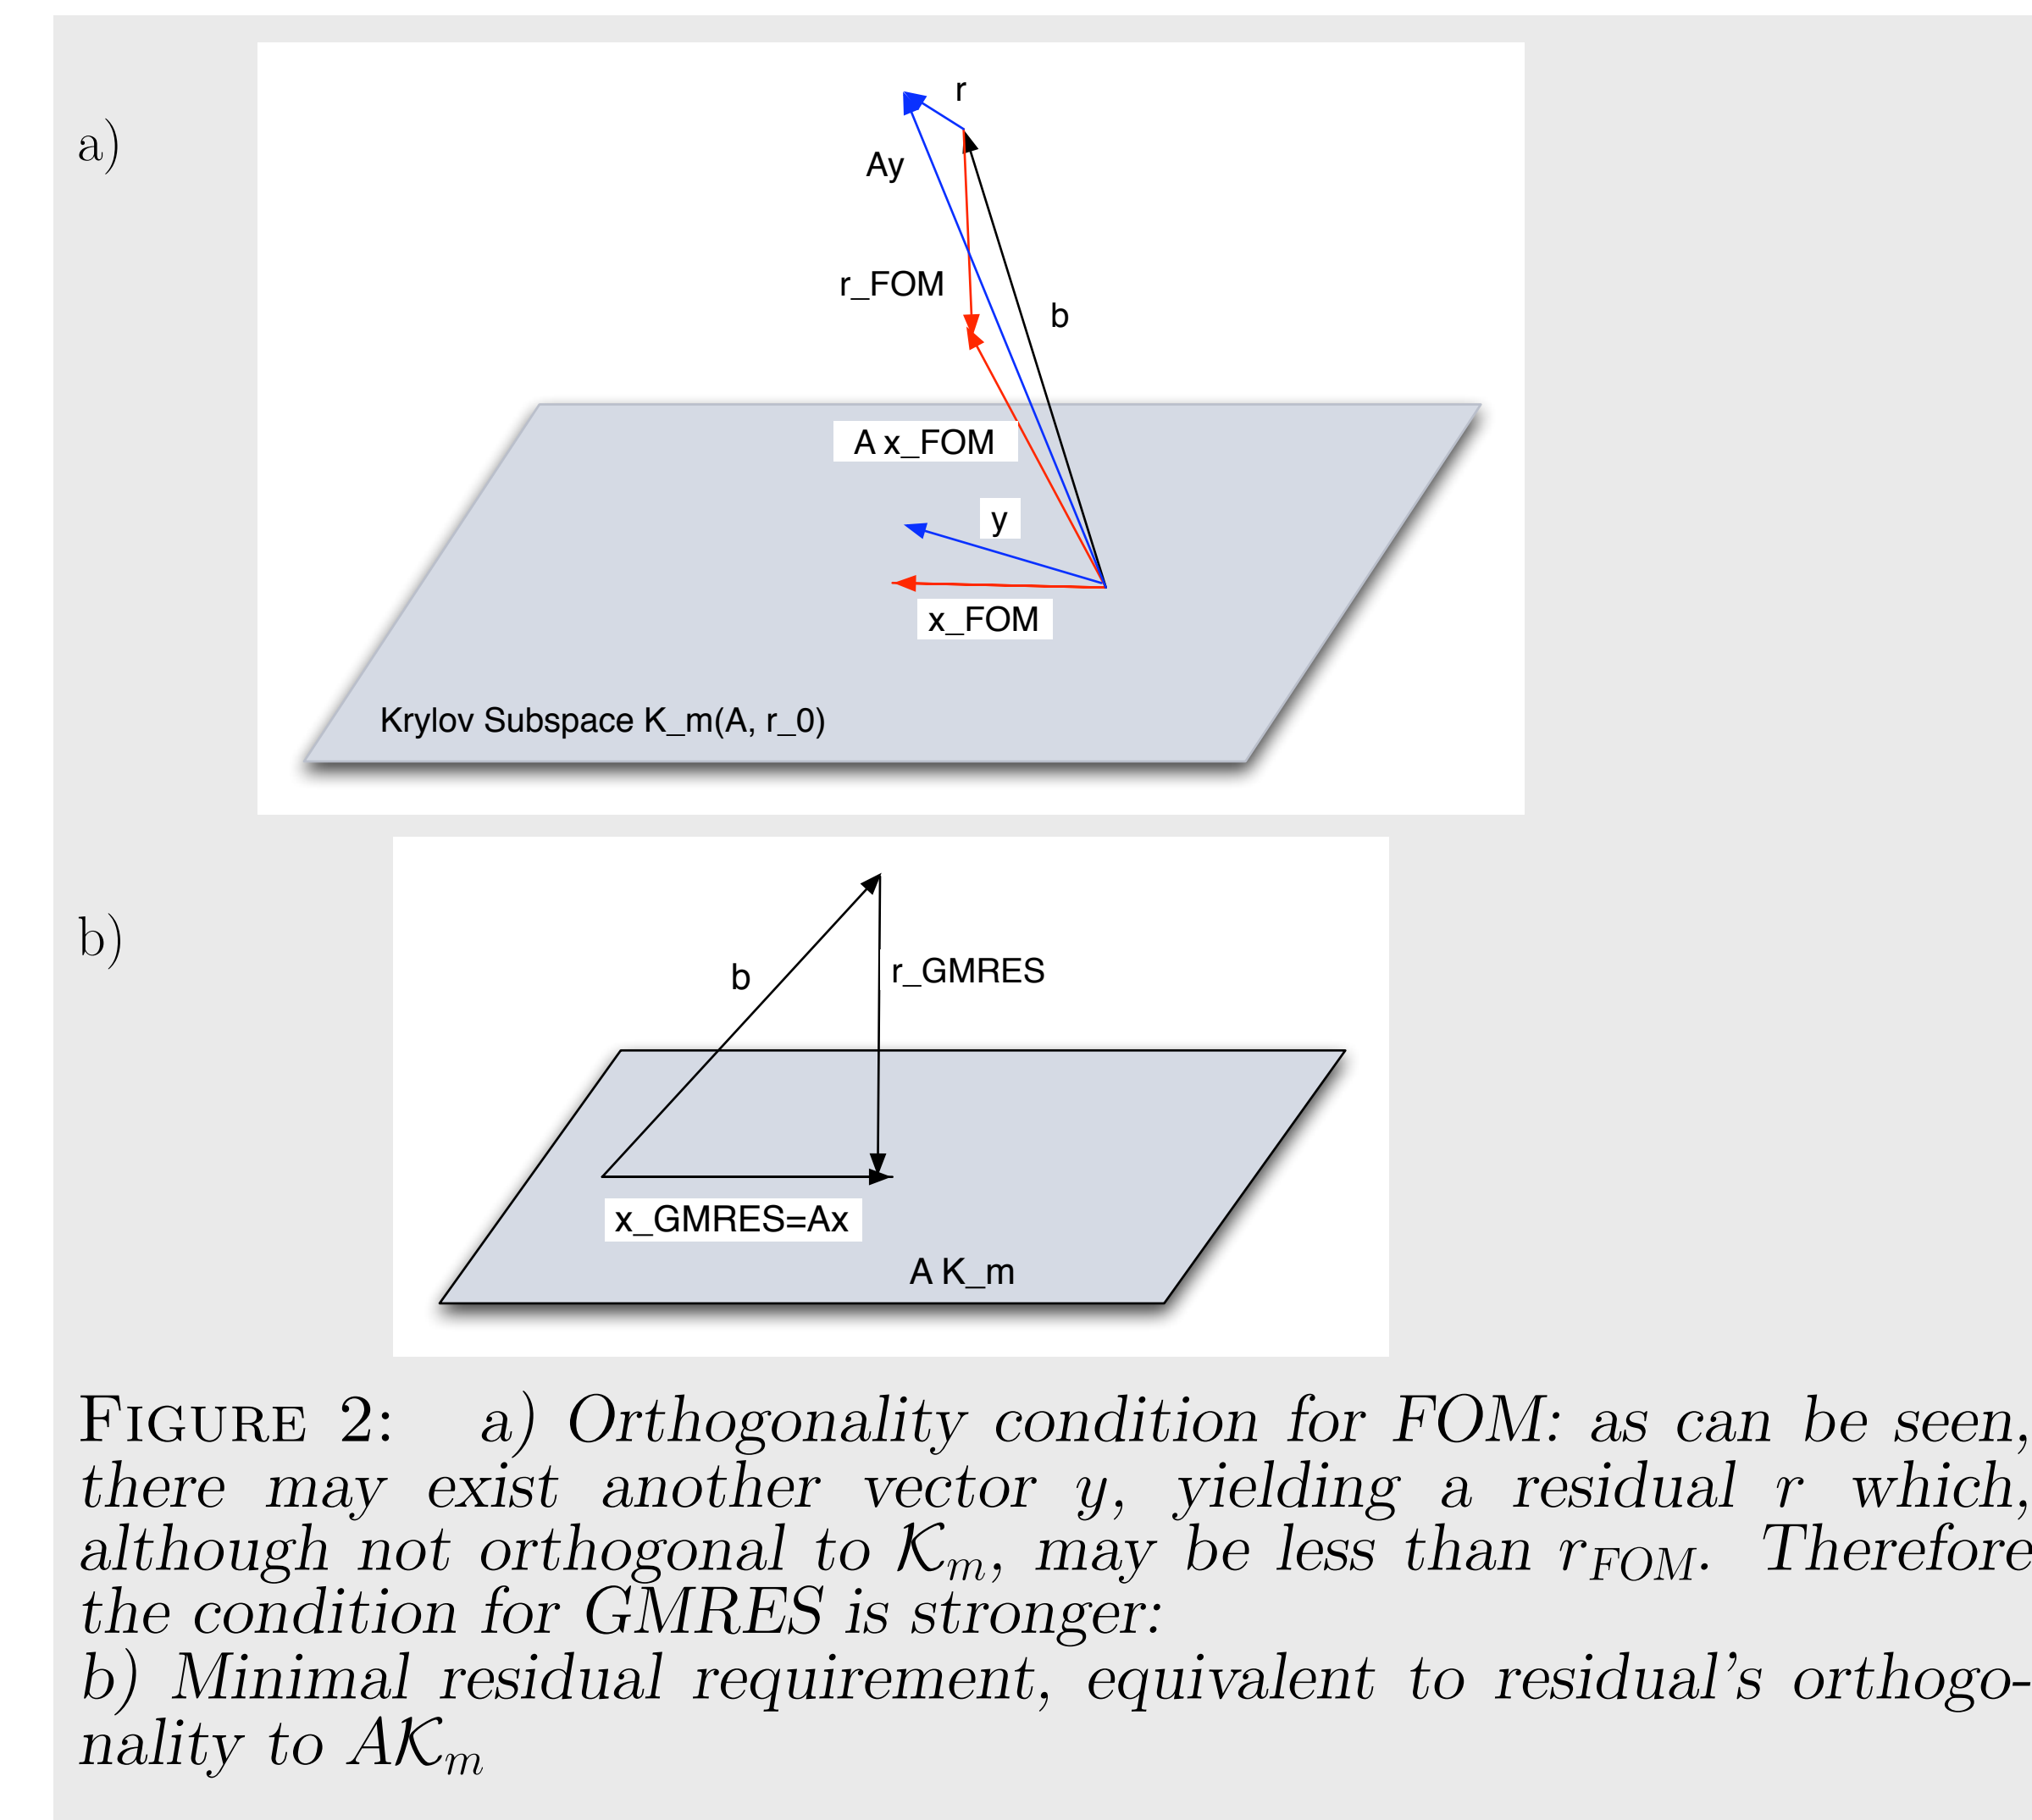 a)
r
Ay
r_FOM
b
A x_FOM
y
x_FOM
Krylov Subspace K_m(A, r_0)
b)
b
r_GMRES
x_GMRES=Ax
A K_m
FIGURE 2: a) Orthogonality condition for FOM: as can be seen,
there may exist another vector y, yielding a residual r which,
although not orthogonal to 𝒦ₘ, may be less than r_FOM. Therefore
the condition for GMRES is stronger:
b) Minimal residual requirement, equivalent to residual's orthogo-
nality to A𝒦ₘ